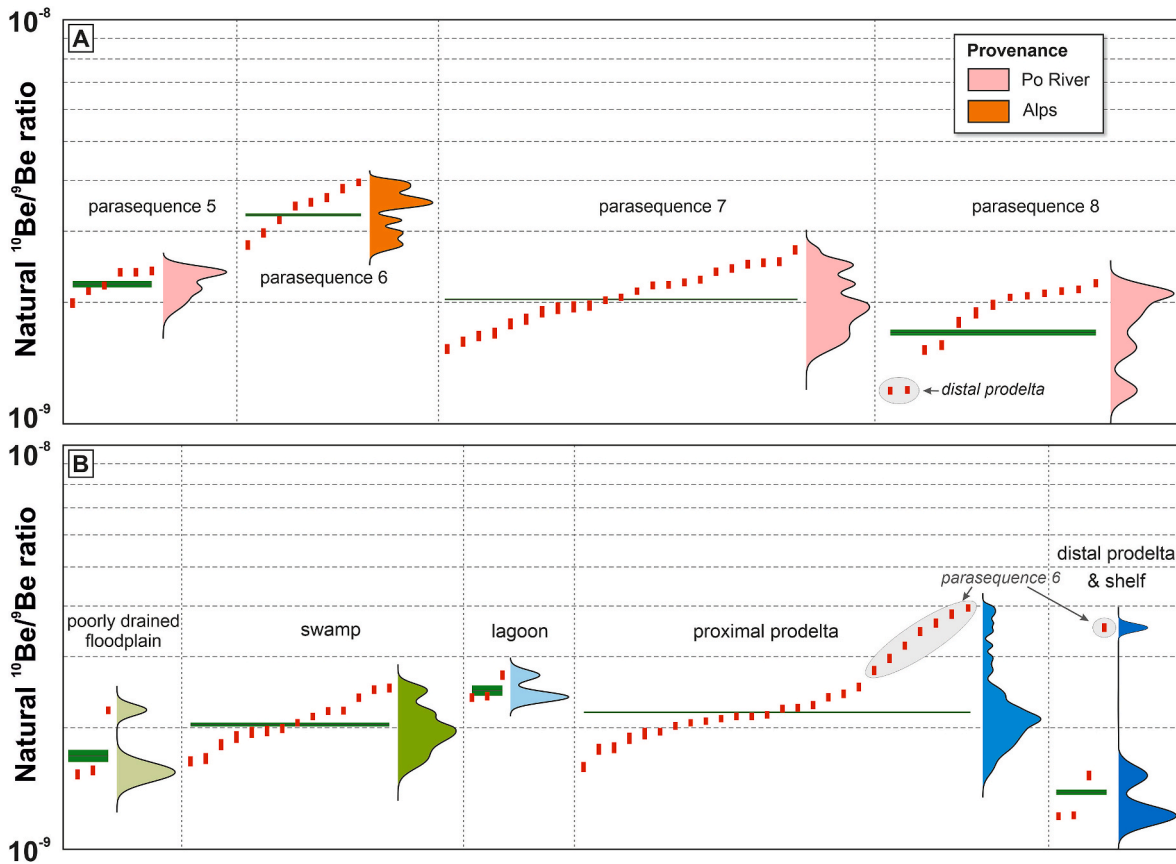 10-8
A
Provenance
Po River
Alps
Natural 10Be/9Be ratio
parasequence 5
parasequence 6
parasequence 7
parasequence 8
distal prodelta
10-9
10-8
B
Natural 10Be/9Be ratio
poorly drained
floodplain
swamp
lagoon
proximal prodelta
parasequence 6
distal prodelta
& shelf
10-9